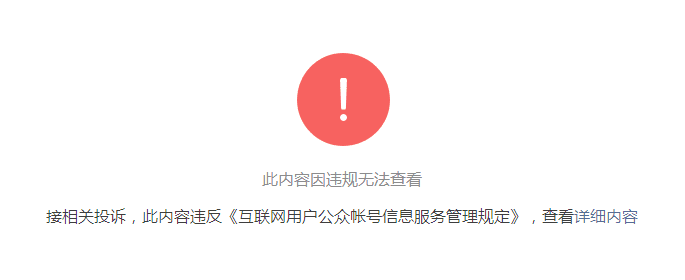 此内容因违规无法查看
接相关投诉，此内容违反《互联网用户公众帐号信息服务管理规定》，查看详细内容